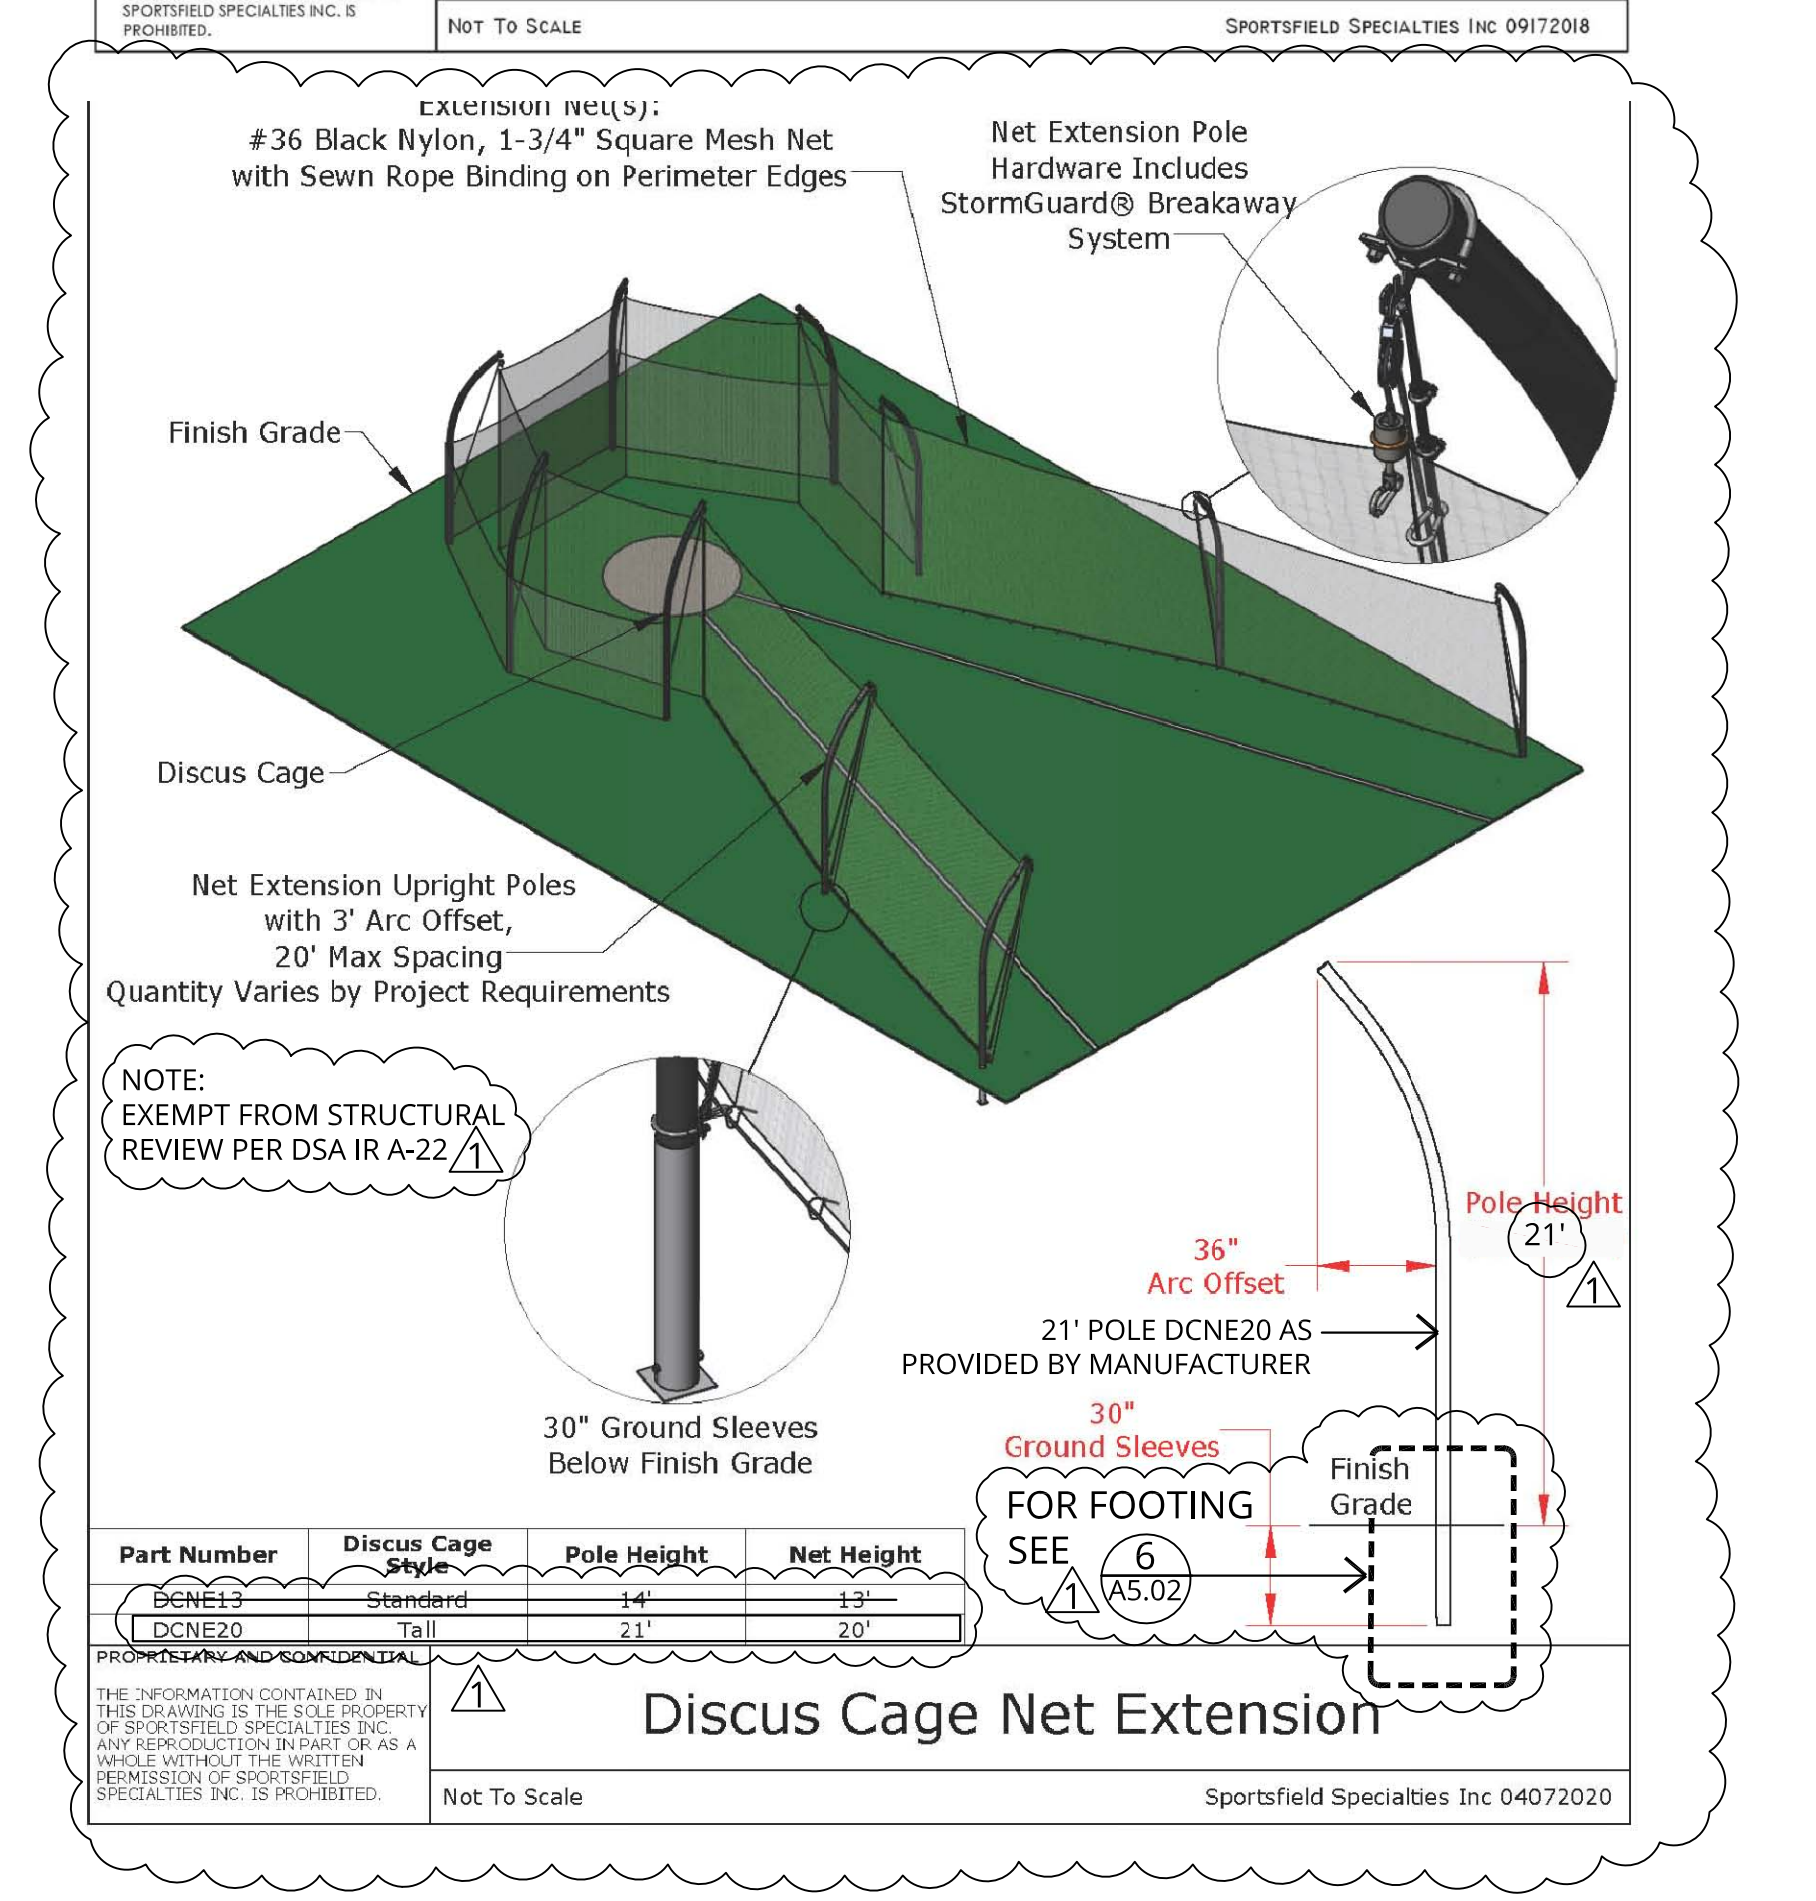 SPORTSFIELD SPECIALTIES INC. IS
PROHIBITED.
NOT TO SCALE
SPORTSFIELD SPECIALTIES INC 09172018
Extension Net(s):
#36 Black Nylon, 1-3/4" Square Mesh Net
with Sewn Rope Binding on Perimeter Edges
Net Extension Pole
Hardware Includes
StormGuard® Breakaway
System
Finish Grade
Discus Cage
Net Extension Upright Poles
with 3' Arc Offset,
20' Max Spacing
Quantity Varies by Project Requirements
NOTE:
EXEMPT FROM STRUCTURAL
REVIEW PER DSA IR A-22
1
30" Ground Sleeves
Below Finish Grade
Pole Height
21'
1
36"
Arc Offset
21' POLE DCNE20 AS
PROVIDED BY MANUFACTURER
30"
Ground Sleeves
Finish
Grade
FOR FOOTING
SEE
1
6
A5.02
Part Number Discus Cage Style Pole Height Net Height
DCNE13 Standard 14' 13'
DCNE20 Tall 21' 20'
1
PROPRIETARY AND CONFIDENTIAL
THE INFORMATION CONTAINED IN
THIS DRAWING IS THE SOLE PROPERTY
OF SPORTSFIELD SPECIALTIES INC.
ANY REPRODUCTION IN PART OR AS A
WHOLE WITHOUT THE WRITTEN
PERMISSION OF SPORTSFIELD
SPECIALTIES INC. IS PROHIBITED.
Discus Cage Net Extension
Not To Scale
Sportsfield Specialties Inc 04072020